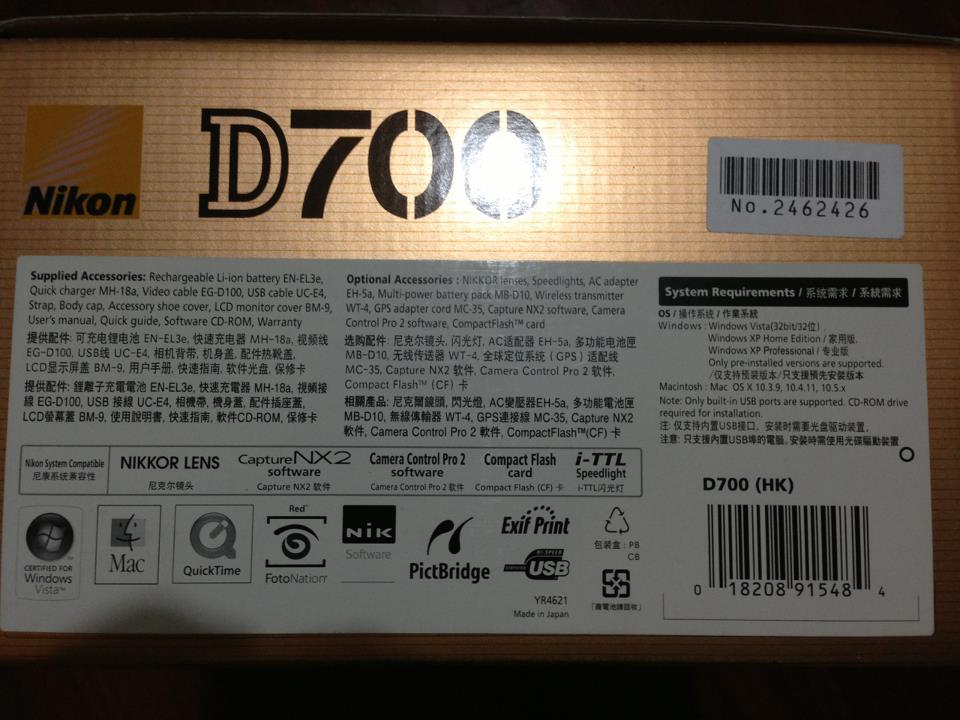 Nikon
D700
No.2462426
Supplied Accessories: Rechargeable Li-ion battery EN-EL3e,
Quick charger MH-18a, Video cable EG-D100, USB cable UC-E4,
Strap, Body cap, Accessory shoe cover, LCD monitor cover BM-9,
User's manual, Quick guide, Software CD-ROM, Warranty
提供配件: 可充电锂电池 EN-EL3e, 快速充电器 MH-18a, 视频线
EG-D100, USB线 UC-E4, 相机背带, 机身盖, 配件热靴盖,
LCD显示屏盖 BM-9, 用户手册, 快速指南, 软件光盘, 保修卡
提供配件: 鋰離子充電電池 EN-EL3e, 快速充電器 MH-18a, 視頻接
線 EG-D100, USB 接線 UC-E4, 相機帶, 機身蓋, 配件插座蓋,
LCD螢幕蓋 BM-9, 使用說明書, 快速指南, 軟件CD-ROM, 保修卡
Optional Accessories : NIKKOR lenses, Speedlights, AC adapter
EH-5a, Multi-power battery pack MB-D10, Wireless transmitter
WT-4, GPS adapter cord MC-35, Capture NX2 software, Camera
Control Pro 2 software, CompactFlash™ card
选购配件: 尼克尔镜头, 闪光灯, AC适配器 EH-5a, 多功能电池匣
MB-D10, 无线传送器 WT-4, 全球定位系统（GPS）适配线
MC-35, Capture NX2 软件, Camera Control Pro 2 软件,
Compact Flash™ (CF) 卡
相關產品: 尼克爾鏡頭, 閃光燈, AC變壓器EH-5a, 多功能電池匣
MB-D10, 無線傳輸器 WT-4, GPS連接線 MC-35, Capture NX2
軟件, Camera Control Pro 2 軟件, CompactFlash™(CF) 卡
System Requirements / 系统需求 / 系統需求
OS / 操作系统 / 作業系統
Windows : Windows Vista(32bit/32位) ,
Windows XP Home Edition / 家用版,
Windows XP Professional / 专业版
Only pre-installed versions are supported.
/仅支持预装版本/只支援預先安裝版本
Macintosh : Mac OS X 10.3.9, 10.4.11, 10.5.x
Note: Only built-in USB ports are supported. CD-ROM drive
required for installation.
注: 仅支持内置USB接口, 安装时需要光盘驱动装置,
注意: 只支援內置USB埠的電腦, 安裝時需使用光碟驅動裝置
Nikon System Compatible
尼康系统兼容性
NIKKOR LENS
尼克尔镜头
Capture NX2
software
Capture NX2 软件
Camera Control Pro 2
software
Camera Control Pro 2 软件
Compact Flash
card
Compact Flash (CF) 卡
i-TTL
Speedlight
i-TTL闪光灯
D700 (HK)
0 18208 91548 4
CERTIFIED FOR
Windows
Vista™
Mac
QuickTime
Red™
FotoNation™
Nik
Software
PictBridge
Exif Print
HI-SPEED
CERTIFIED USB
YR4621
Made in Japan
包装盒 : PB
CB
「廢電池請回收」